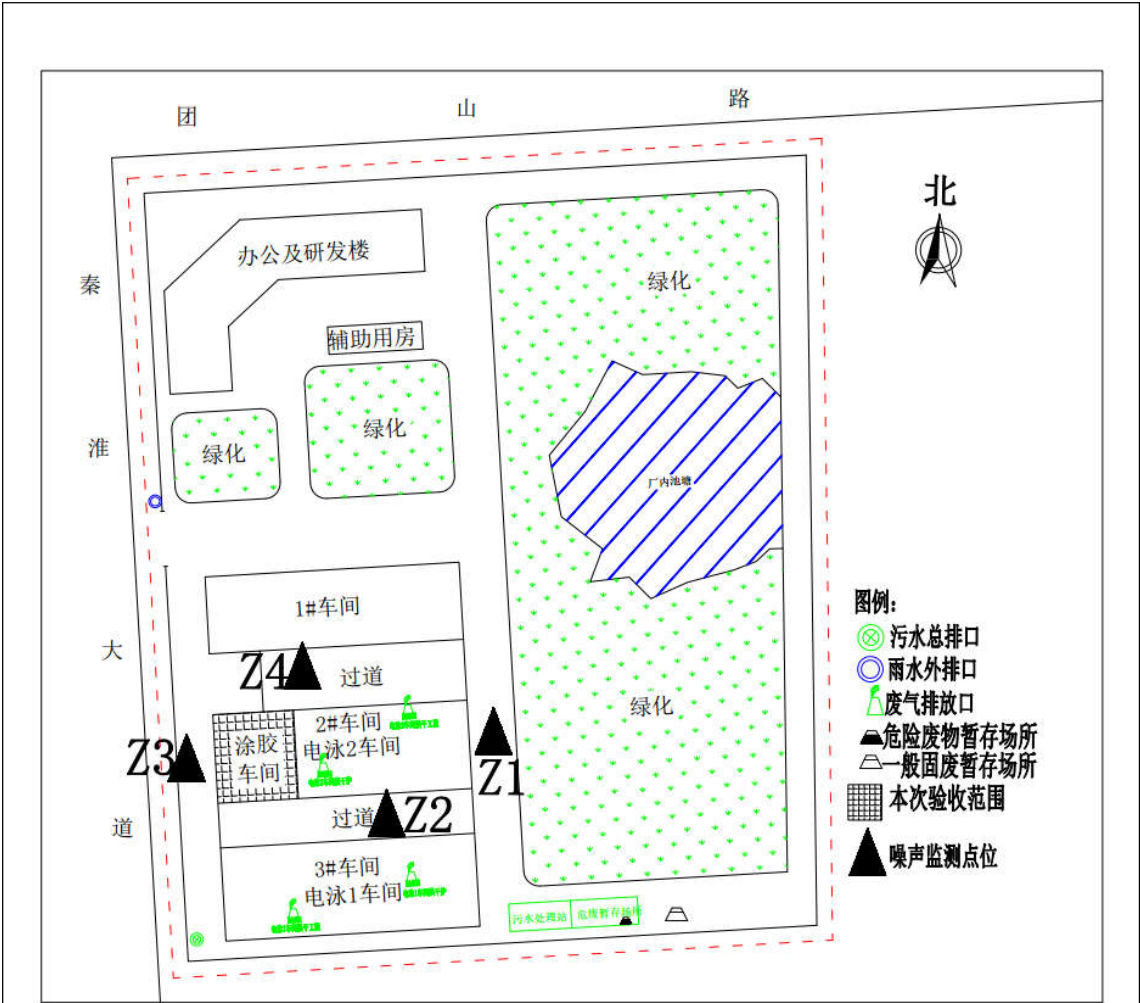 团 山 路
北
秦 淮 大 道
办公及研发楼
辅助用房
绿化
绿化
绿化
厂内池塘
绿化
1#车间
Z4
过道
2#车间
电泳2车间
涂胶
车间
Z3
Z1
过道
Z2
3#车间
电泳1车间
污水处理站
危废暂存场所
图例:
污水总排口
雨水外排口
废气排放口
危险废物暂存场所
一般固废暂存场所
本次验收范围
噪声监测点位